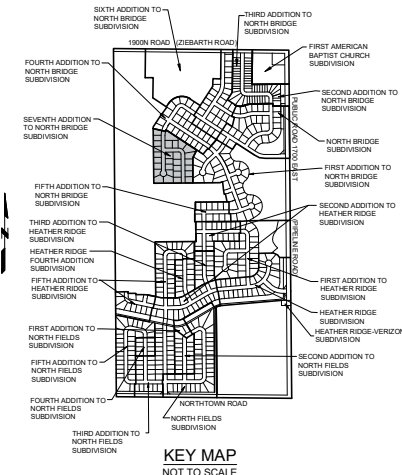 SIXTH ADDITION TO
NORTH BRIDGE
SUBDIVISION
THIRD ADDITION TO
NORTH BRIDGE
SUBDIVISION
1900N ROAD (ZIEBARTH ROAD)
FIRST AMERICAN
BAPTIST CHURCH
SUBDIVISION
FOURTH ADDITION TO
NORTH BRIDGE
SUBDIVISION
SECOND ADDITION TO
NORTH BRIDGE
SUBDIVISION
SEVENTH ADDITION
TO NORTH BRIDGE
SUBDIVISION
PUBLIC ROAD 1700 EAST
NORTH BRIDGE
SUBDIVISION
FIRST ADDITION TO
NORTH BRIDGE
SUBDIVISION
FIFTH ADDITION TO
NORTH BRIDGE
SUBDIVISION
SECOND ADDITION TO
HEATHER RIDGE
SUBDIVISION
THIRD ADDITION TO
HEATHER RIDGE
SUBDIVISION
(PIPELINE ROAD)
HEATHER RIDGE
FOURTH ADDITION
SUBDIVISION
FIFTH ADDITION TO
HEATHER RIDGE
SUBDIVISION
FIRST ADDITION TO
HEATHER RIDGE
SUBDIVISION
HEATHER RIDGE
SUBDIVISION
HEATHER RIDGE-VERIZON
SUBDIVISION
FIRST ADDITION TO
NORTH FIELDS
SUBDIVISION
FIFTH ADDITION TO
NORTH FIELDS
SUBDIVISION
SECOND ADDITION TO
NORTH FIELDS
SUBDIVISION
FOURTH ADDITION TO
NORTH FIELDS
SUBDIVISION
NORTHTOWN ROAD
NORTH FIELDS
SUBDIVISION
THIRD ADDITION TO
NORTH FIELDS
SUBDIVISION
KEY MAP
NOT TO SCALE